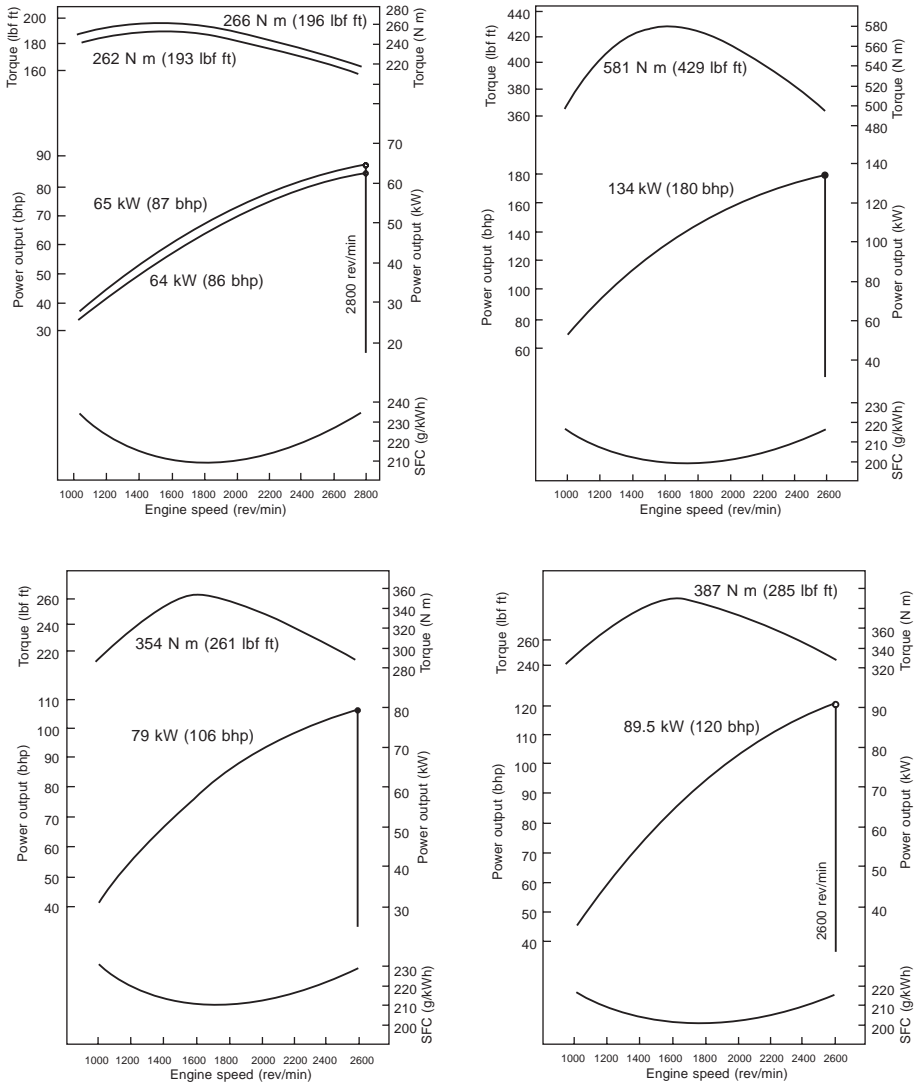 Torque (lbf ft)
200
180
160
266 N m (196 lbf ft)
262 N m (193 lbf ft)
280
260
240
220
Torque (N m)
Power output (bhp)
90
80
70
60
50
40
30
65 kW (87 bhp)
64 kW (86 bhp)
2800 rev/min
70
60
50
40
30
20
Power output (kW)
240
230
220
210
SFC (g/kWh)
1000 1200 1400 1600 1800 2000 2200 2400 2600 2800
Engine speed (rev/min)
Torque (lbf ft)
440
420
400
380
360
581 N m (429 lbf ft)
580
560
540
520
500
480
Torque (N m)
Power output (bhp)
180
160
140
120
100
80
60
134 kW (180 bhp)
140
120
100
80
60
40
Power output (kW)
230
220
210
200
SFC (g/kWh)
1000 1200 1400 1600 1800 2000 2200 2400 2600
Engine speed (rev/min)
Torque (lbf ft)
260
240
220
354 N m (261 lbf ft)
360
340
320
300
280
Torque (N m)
Power output (bhp)
110
100
90
80
70
60
50
40
79 kW (106 bhp)
80
70
60
50
40
30
Power output (kW)
230
220
210
200
SFC (g/kWh)
1000 1200 1400 1600 1800 2000 2200 2400 2600
Engine speed (rev/min)
Torque (lbf ft)
260
240
387 N m (285 lbf ft)
360
340
320
Torque (N m)
Power output (bhp)
120
110
100
90
80
70
60
50
40
89.5 kW (120 bhp)
2600 rev/min
90
80
70
60
50
40
Power output (kW)
220
210
200
SFC (g/kWh)
1000 1200 1400 1600 1800 2000 2200 2400 2600
Engine speed (rev/min)